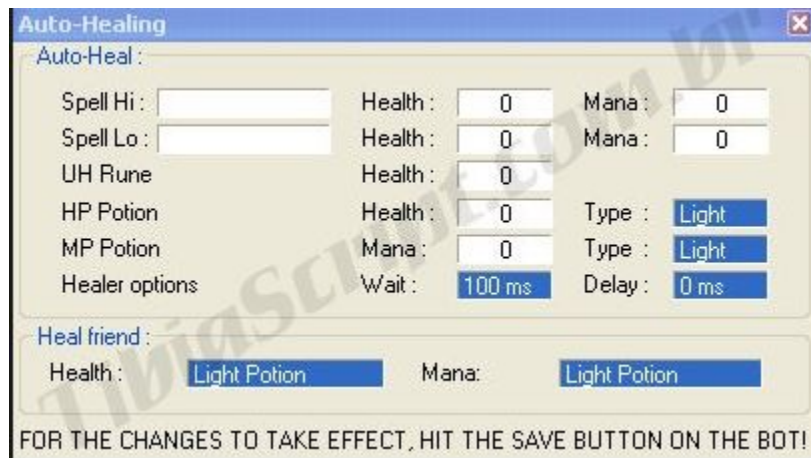 Auto-Healing
Auto-Heal :
Spell Hi : Health : 0 Mana : 0
Spell Lo : Health : 0 Mana : 0
UH Rune Health : 0
HP Potion Health : 0 Type : Light
MP Potion Mana : 0 Type : Light
Healer options Wait : 100 ms Delay : 0 ms
Heal friend :
Health : Light Potion Mana: Light Potion
FOR THE CHANGES TO TAKE EFFECT, HIT THE SAVE BUTTON ON THE BOT!
TibiaScript.com.br